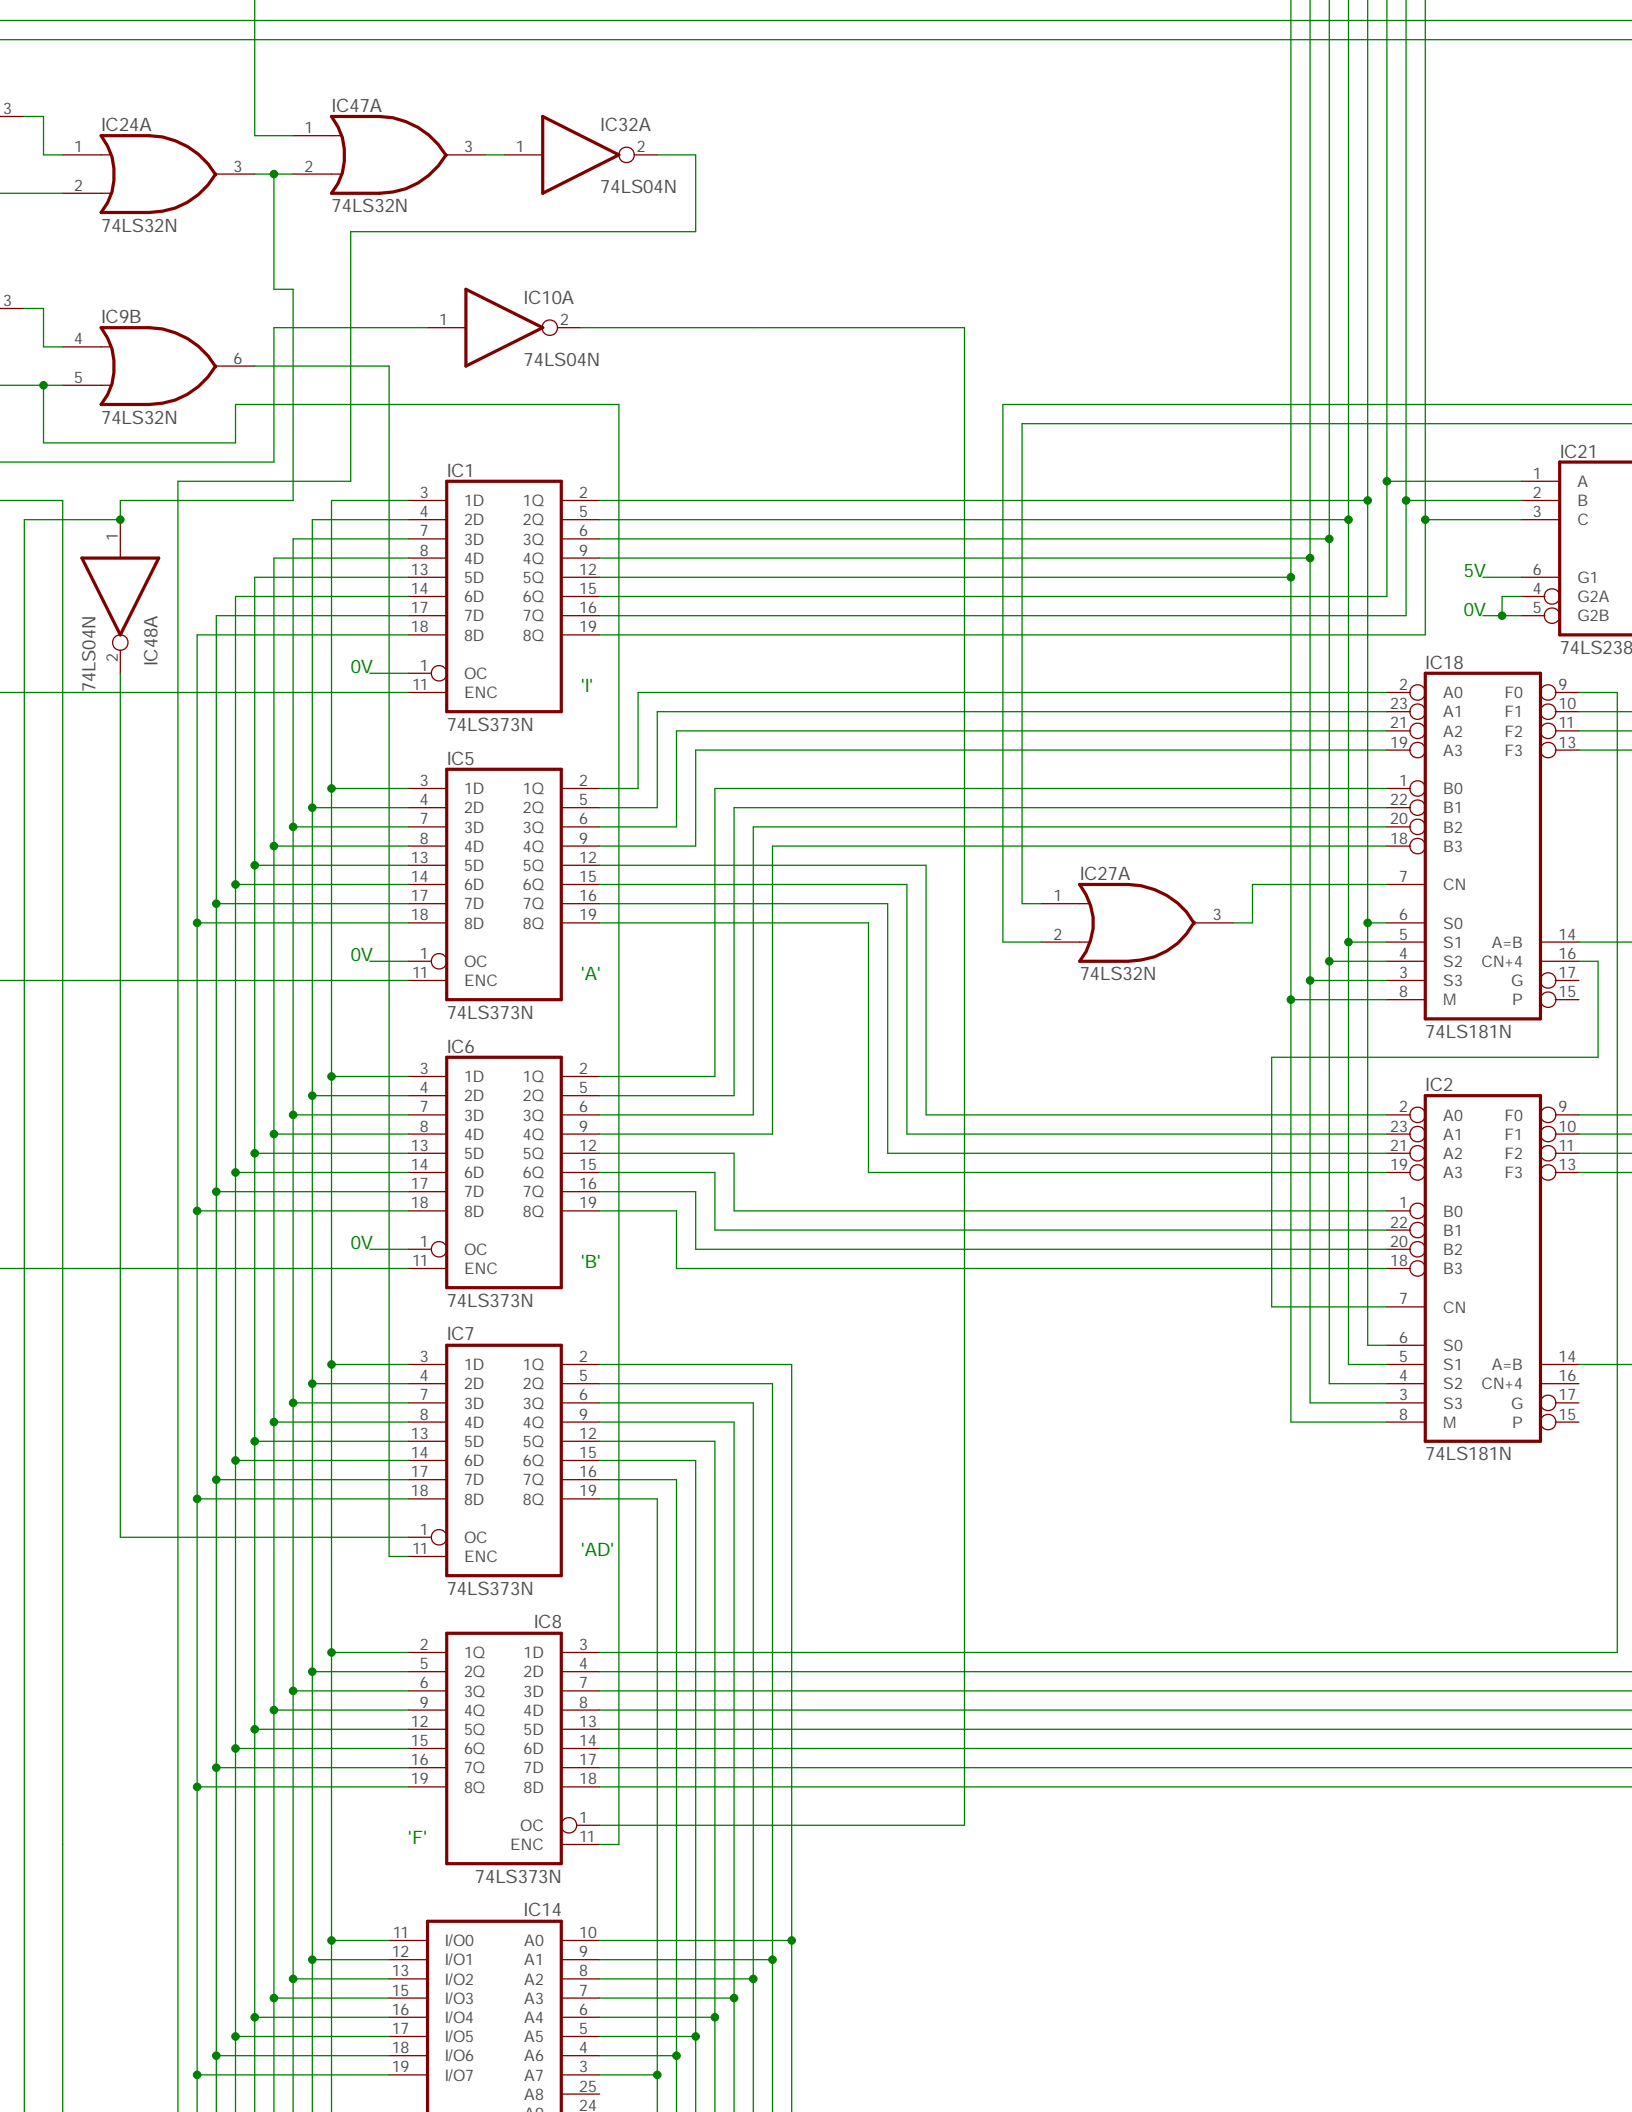 IC47A
IC24A
IC32A
3
1
1
3
1
2
2
3
2
74LS32N
74LS04N
74LS32N
IC10A
3
IC9B
1
2
4
5
6
74LS04N
74LS32N
IC1
3 1D 1Q 2
4 2D 2Q 5
7 3D 3Q 6
8 4D 4Q 9
13 5D 5Q 12
14 6D 6Q 15
17 7D 7Q 16
18 8D 8Q 19
0V 1 OC
11 ENC
'I'
74LS373N
1
2
74LS04N
IC48A
IC21
1 A
2 B
3 C
5V 6 G1
4 G2A
0V 5 G2B
74LS238
IC18
2 A0 F0 9
23 A1 F1 10
21 A2 F2 11
19 A3 F3 13
1 B0
22 B1
20 B2
18 B3
7 CN
6 S0
5 S1 A=B 14
4 S2 CN+4 16
3 S3 G 17
8 M P 15
74LS181N
IC5
3 1D 1Q 2
4 2D 2Q 5
7 3D 3Q 6
8 4D 4Q 9
13 5D 5Q 12
14 6D 6Q 15
17 7D 7Q 16
18 8D 8Q 19
0V 1 OC
11 ENC
'A'
74LS373N
IC27A
1
2
3
74LS32N
IC6
3 1D 1Q 2
4 2D 2Q 5
7 3D 3Q 6
8 4D 4Q 9
13 5D 5Q 12
14 6D 6Q 15
17 7D 7Q 16
18 8D 8Q 19
0V 1 OC
11 ENC
'B'
74LS373N
IC2
2 A0 F0 9
23 A1 F1 10
21 A2 F2 11
19 A3 F3 13
1 B0
22 B1
20 B2
18 B3
7 CN
6 S0
5 S1 A=B 14
4 S2 CN+4 16
3 S3 G 17
8 M P 15
74LS181N
IC7
3 1D 1Q 2
4 2D 2Q 5
7 3D 3Q 6
8 4D 4Q 9
13 5D 5Q 12
14 6D 6Q 15
17 7D 7Q 16
18 8D 8Q 19
1 OC
11 ENC
'AD'
74LS373N
IC8
2 1Q 1D 3
5 2Q 2D 4
6 3Q 3D 7
9 4Q 4D 8
12 5Q 5D 13
15 6Q 6D 14
16 7Q 7D 17
19 8Q 8D 18
OC 1
'F'
ENC 11
74LS373N
IC14
11 I/O0 A0 10
12 I/O1 A1 9
13 I/O2 A2 8
15 I/O3 A3 7
16 I/O4 A4 6
17 I/O5 A5 5
18 I/O6 A6 4
19 I/O7 A7 3
A8 25
24